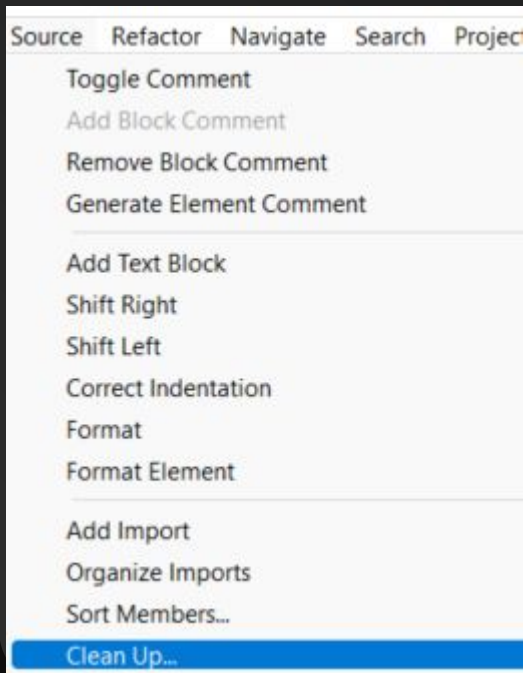 Source Refactor Navigate Search Project
Toggle Comment
Add Block Comment
Remove Block Comment
Generate Element Comment
Add Text Block
Shift Right
Shift Left
Correct Indentation
Format
Format Element
Add Import
Organize Imports
Sort Members...
Clean Up...